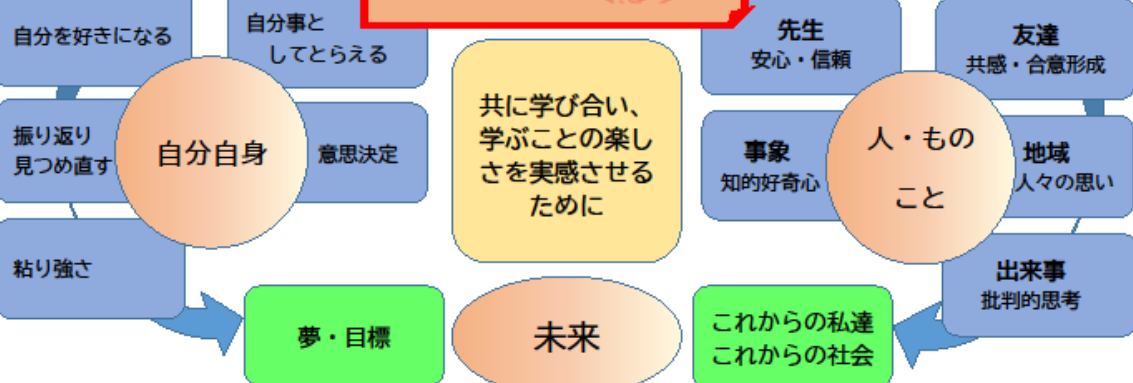 自分を好きになる
自分事と
してとらえる
振り返り
見つめ直す
自分自身
意思決定
粘り強さ
共に学び合い、
学ぶことの楽し
さを実感させる
ために
先生
安心・信頼
友達
共感・合意形成
事象
知的好奇心
人・もの
こと
地域
人々の思い
出来事
批判的思考
夢・目標
未来
これからの私達
これからの社会